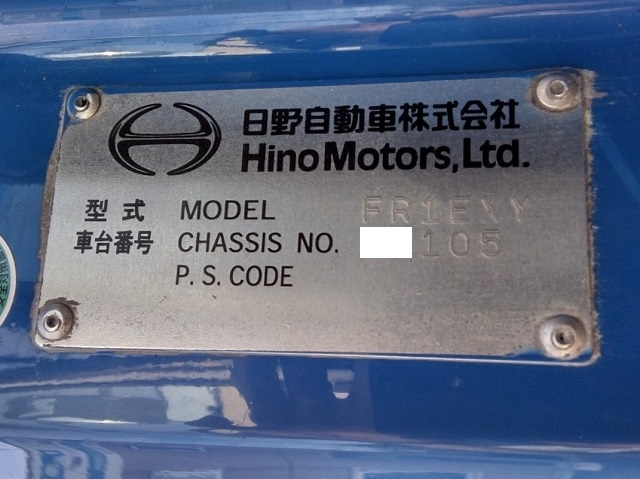 日野自動車株式会社
Hino Motors, Ltd.
型式 MODEL FR1EXY
車台番号 CHASSIS NO. 105
P. S. CODE